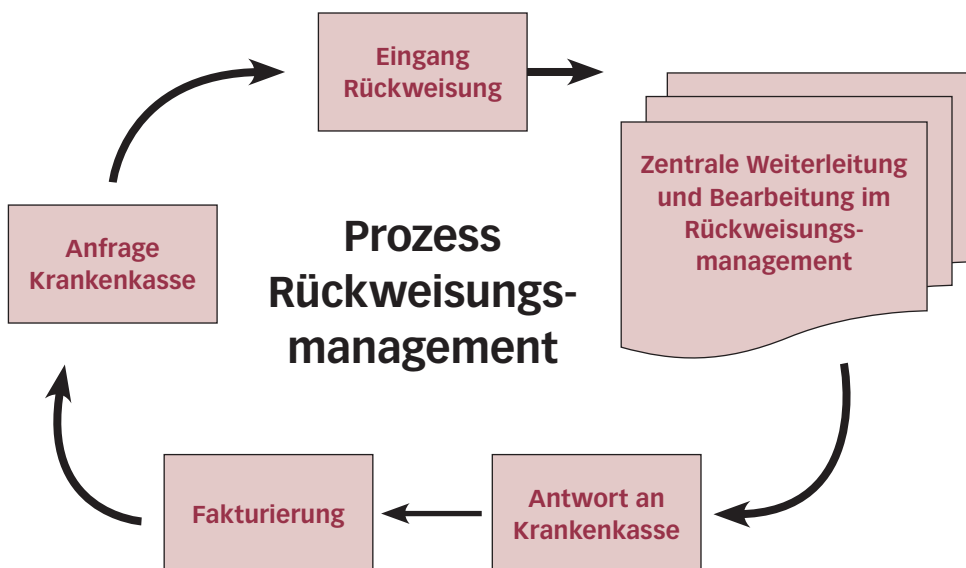 Eingang
Rückweisung
Zentrale Weiterleitung
und Bearbeitung im
Rückweisungs-
management
Anfrage
Krankenkasse
Prozess
Rückweisungs-
management
Fakturierung
Antwort an
Krankenkasse